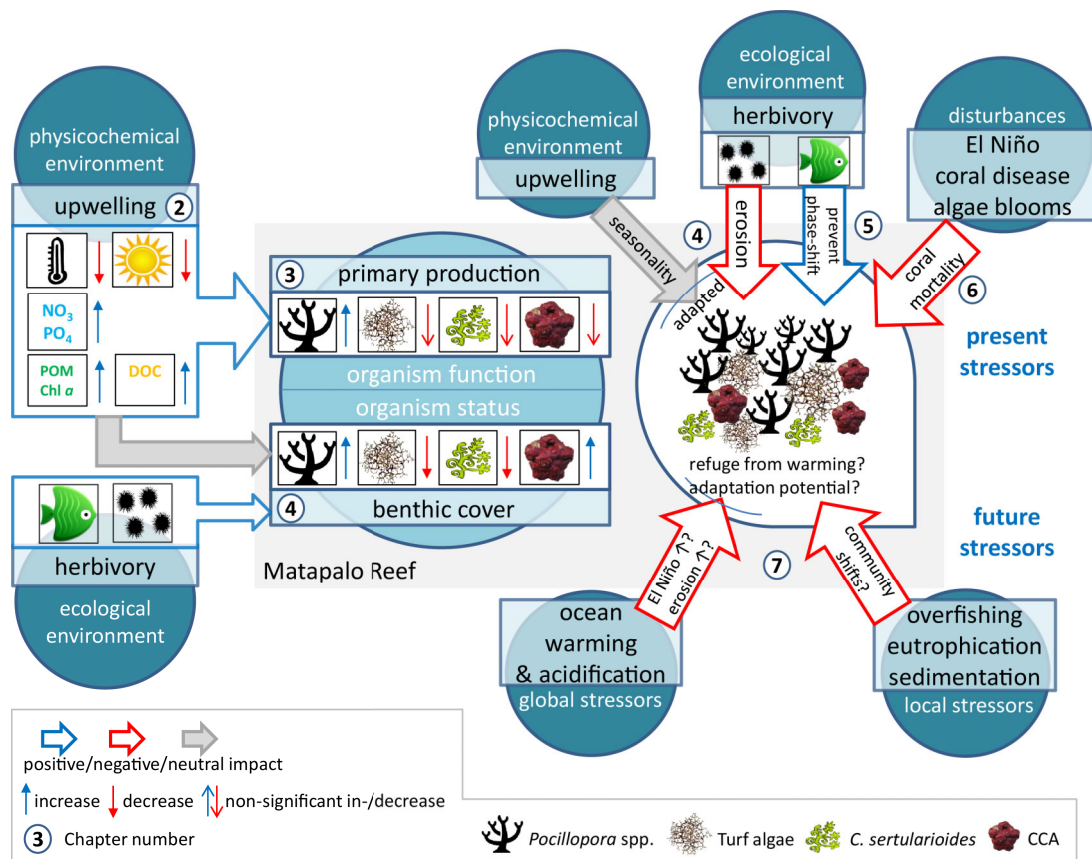 physicochemical
environment
upwelling 2
NO3
PO4
POM
Chl a
DOC
herbivory
ecological
environment
3 primary production
organism function
organism status
4 benthic cover
Matapalo Reef
physicochemical
environment
upwelling
seasonality
adapted
ecological
environment
herbivory
4
erosion
prevent
phase-shift
5
disturbances
El Niño
coral disease
algae blooms
coral
mortality
6
present
stressors
refuge from warming?
adaptation potential?
future
stressors
7
El Niño ↑?
erosion ↑?
community
shifts?
ocean
warming
& acidification
global stressors
overfishing
eutrophication
sedimentation
local stressors
positive/negative/neutral impact
↑ increase ↓ decrease ↑↓ non-significant in-/decrease
3 Chapter number
Pocillopora spp. Turf algae C. sertularioides CCA